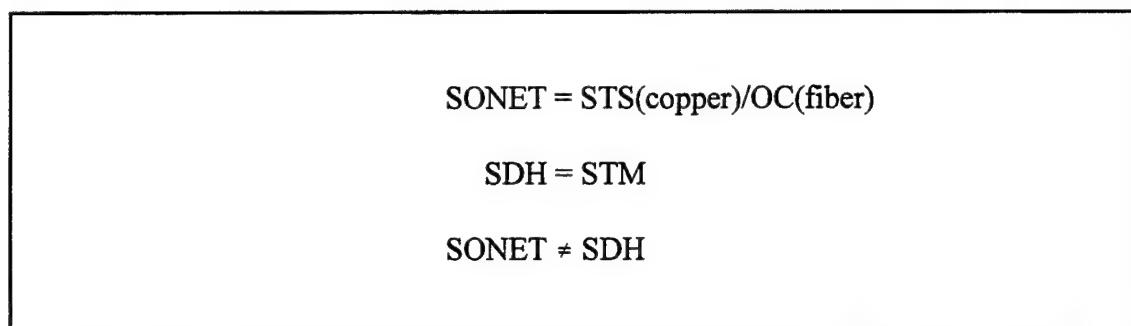 SONET = STS(copper)/OC(fiber)
SDH = STM
SONET ≠ SDH